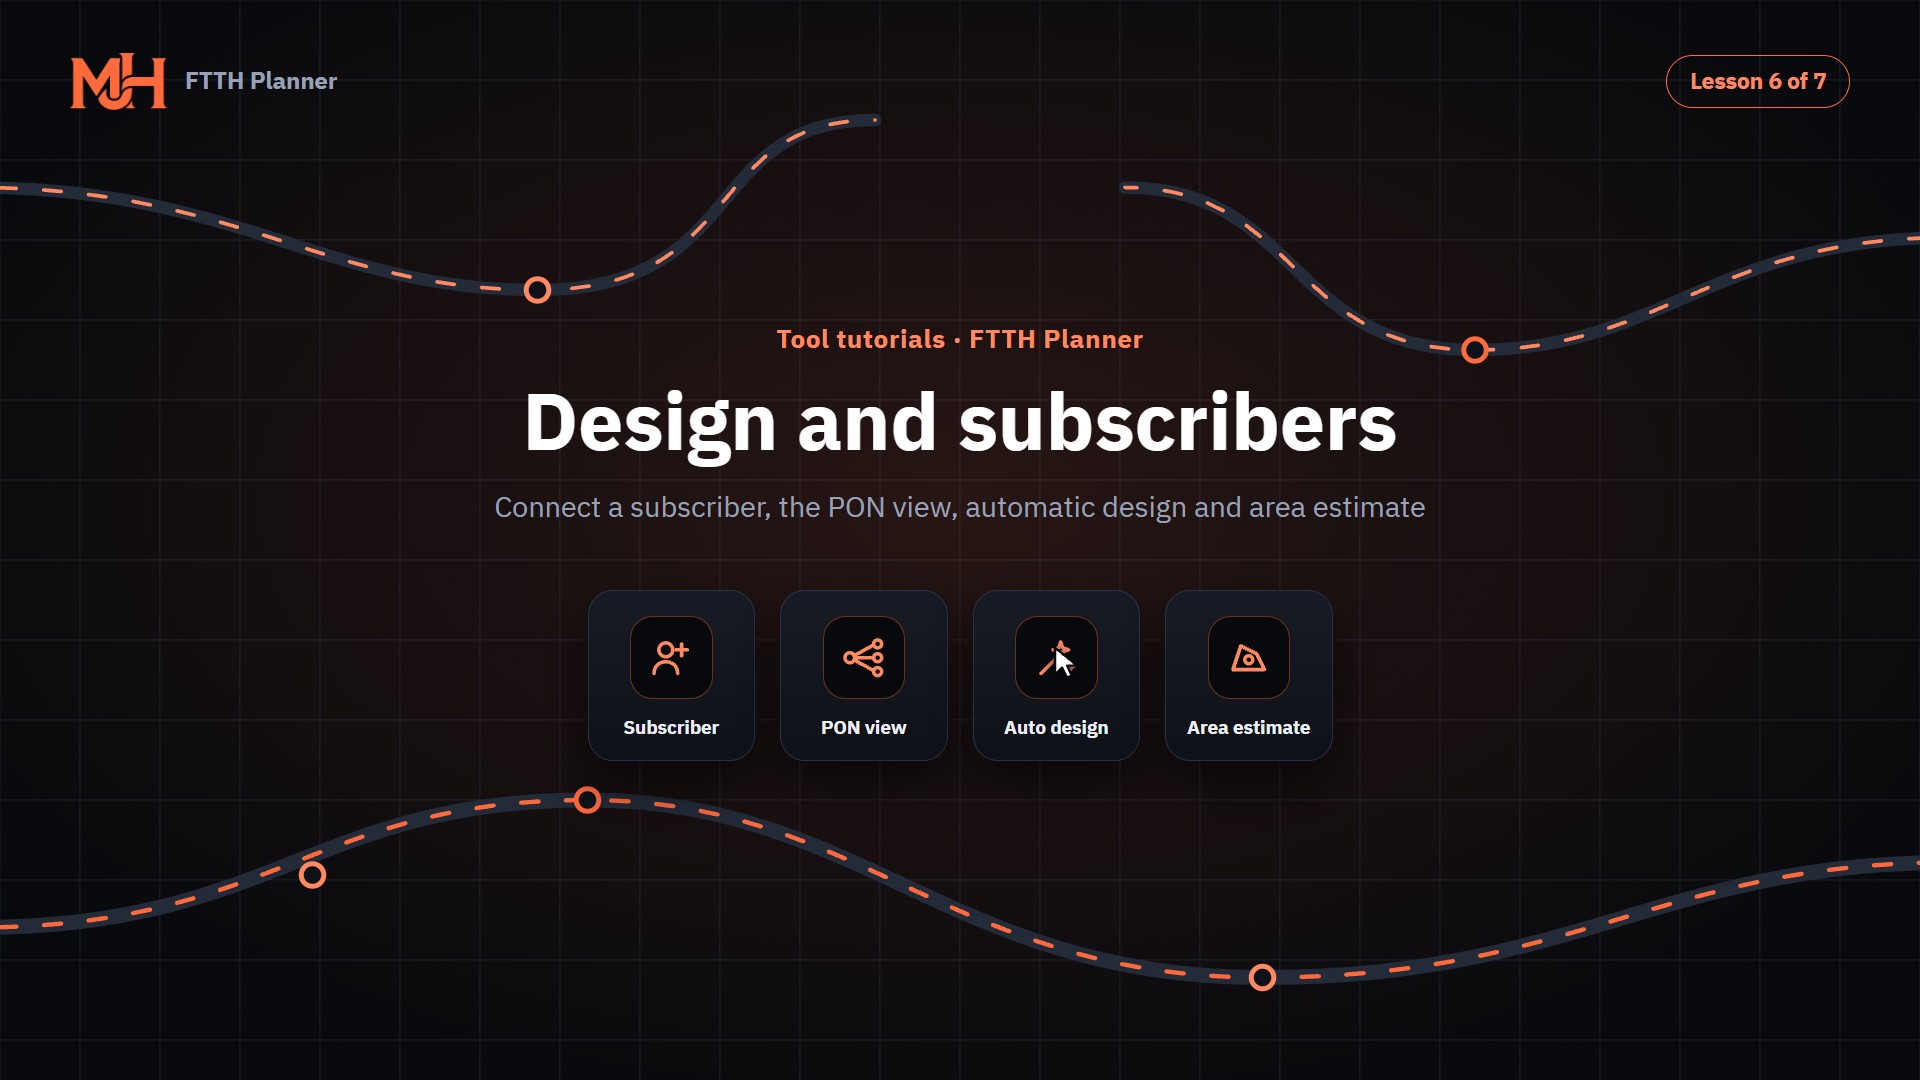 MJH
FTTH Planner
Lesson 6 of 7
Tool tutorials · FTTH Planner
Design and subscribers
Connect a subscriber, the PON view, automatic design and area estimate
Subscriber
PON view
Auto design
Area estimate